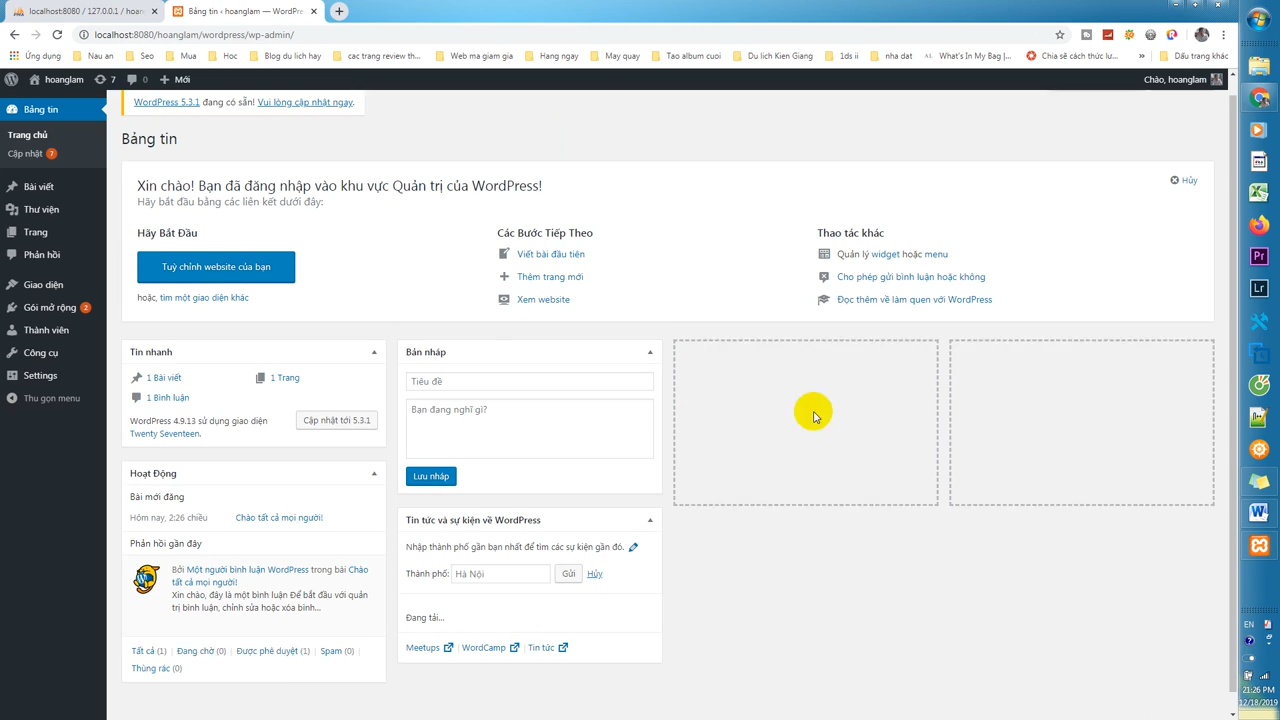 localhost:8080 / 127.0.0.1 / hoan
Bảng tin ‹ hoanglam — WordPre
localhost:8080/hoanglam/wordpress/wp-admin/
Ứng dụng
Nau an
Seo
Mua
Hoc
Blog du lich hay
cac trang review th...
Web ma giam gia
Hàng ngày
May quay
Tao album cuoi
Du lich Kien Giang
1ds ii
nha dat
What's In My Bag |...
Chia sẻ cách thức lư...
»
Dấu trang khác
hoanglam
7
0
Mới
Chào, hoanglam
Bảng tin
Trang chủ
Cập nhật 7
Bài viết
Thư viện
Trang
Phản hồi
Giao diện
Gói mở rộng 2
Thành viên
Công cụ
Settings
Thu gọn menu
WordPress 5.3.1 đang có sẵn! Vui lòng cập nhật ngay.
Bảng tin
Xin chào! Bạn đã đăng nhập vào khu vực Quản trị của WordPress!
Hãy bắt đầu bằng các liên kết dưới đây:
Hủy
Hãy Bắt Đầu
Tuỳ chỉnh website của bạn
hoặc, tìm một giao diện khác
Các Bước Tiếp Theo
Viết bài đầu tiên
Thêm trang mới
Xem website
Thao tác khác
Quản lý widget hoặc menu
Cho phép gửi bình luận hoặc không
Đọc thêm về làm quen với WordPress
Tin nhanh
1 Bài viết
1 Trang
1 Bình luận
WordPress 4.9.13 sử dụng giao diện
Twenty Seventeen.
Cập nhật tới 5.3.1
Hoạt Động
Bài mới đăng
Hôm nay, 2:26 chiều
Chào tất cả mọi người!
Phản hồi gần đây
Bởi Một người bình luận WordPress trong bài Chào
tất cả mọi người!
Xin chào, đây là một bình luận Để bắt đầu với quản
trị bình luận, chỉnh sửa hoặc xóa bình...
Tất cả (1)
Đang chờ (0)
Được phê duyệt (1)
Spam (0)
Thùng rác (0)
Bản nháp
Tiêu đề
Bạn đang nghĩ gì?
Lưu nháp
Tin tức và sự kiện về WordPress
Nhập thành phố gần bạn nhất để tìm các sự kiện gần đó.
Thành phố:
Hà Nội
Gửi
Hủy
Đang tải...
Meetups
WordCamp
Tin tức
Pr
Lr
EN
21:26 PM
12/18/2019